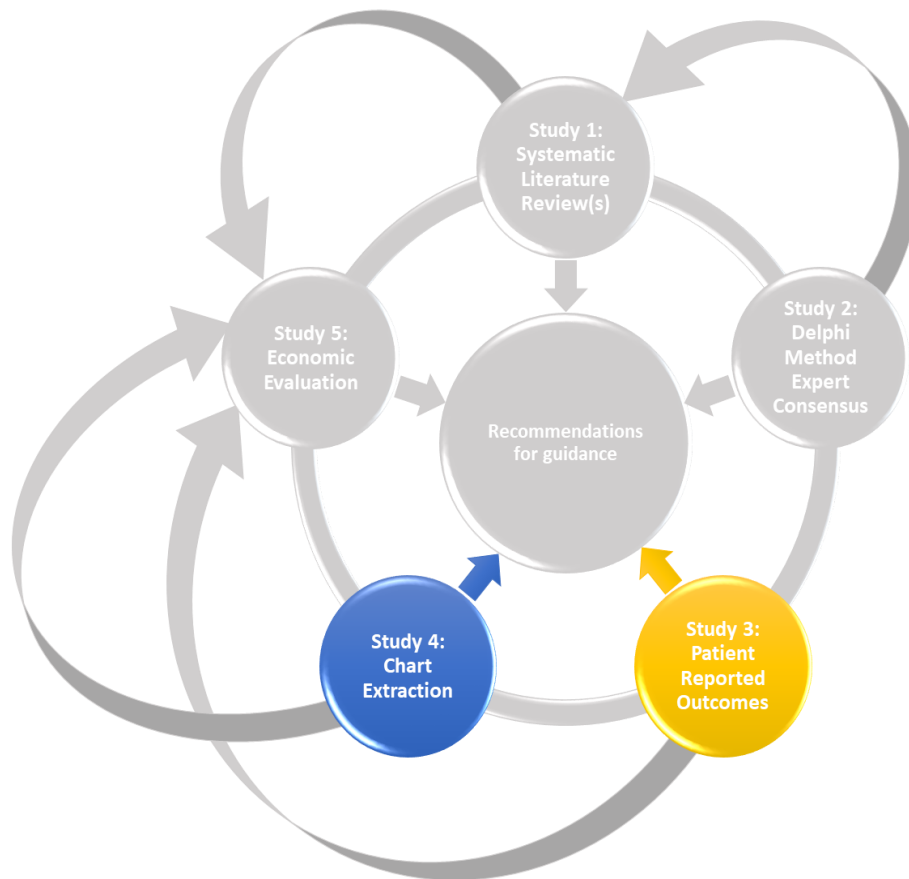 Study 1:
Systematic
Literature
Review(s)
Study 2:
Delphi
Method
Expert
Consensus
Study 5:
Economic
Evaluation
Recommendations
for guidance
Study 4:
Chart
Extraction
Study 3:
Patient
Reported
Outcomes